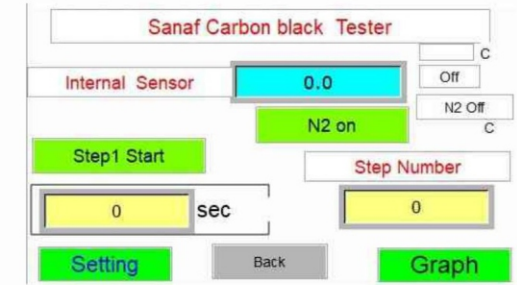 Sanaf Carbon black Tester
C
Internal Sensor 0.0 Off
N2 on N2 Off
C
Step1 Start Step Number
0 sec 0
Setting Back Graph